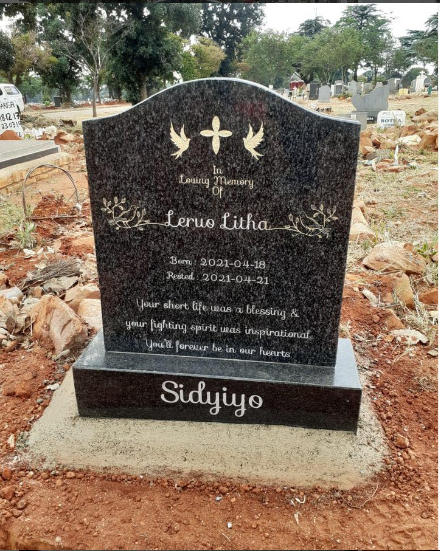 In
Loving Memory
Of
Leruo Litha
Born : 2021-04-18
Rested : 2021-04-21
Your short life was a blessing &
your fighting spirit was inspirational.
You'll forever be in our hearts
Sidyiyo
BOTHA